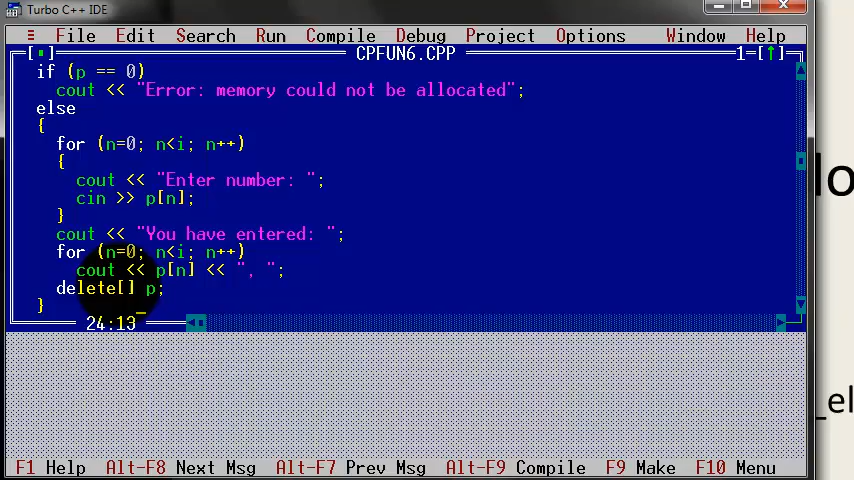 Turbo C++ IDE
≡ File Edit Search Run Compile Debug Project Options Window Help
[▪] CPFUN6.CPP 1=[↑]
if (p == 0)
cout << "Error: memory could not be allocated";
else
{
for (n=0; n<i; n++)
{
cout << "Enter number: ";
cin >> p[n];
}
cout << "You have entered: ";
for (n=0; n<i; n++)
cout << p[n] << ", ";
delete[] p;
}
24:13
F1 Help Alt-F8 Next Msg Alt-F7 Prev Msg Alt-F9 Compile F9 Make F10 Menu
lo
_el